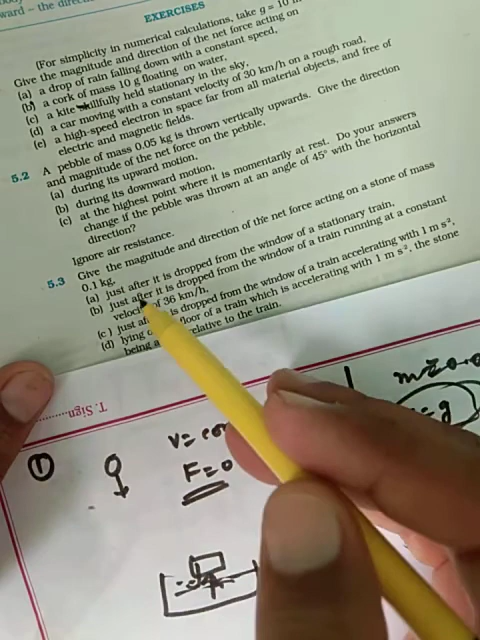 ward – the direct
EXERCISES
(For simplicity in numerical calculations, take g = 10 m
Give the magnitude and direction of the net force acting on
(a) a drop of rain falling down with a constant speed,
(b) a cork of mass 10 g floating on water,
(c) a kite skillfully held stationary in the sky,
(d) a car moving with a constant velocity of 30 km/h on a rough road,
(e) a high-speed electron in space far from all material objects, and free of
electric and magnetic fields.
5.2 A pebble of mass 0.05 kg is thrown vertically upwards. Give the direction
and magnitude of the net force on the pebble,
(a) during its upward motion,
(b) during its downward motion,
(c) at the highest point where it is momentarily at rest. Do your answers
change if the pebble was thrown at an angle of 45° with the horizontal
direction?
Ignore air resistance.
5.3 Give the magnitude and direction of the net force acting on a stone of mass
0.1 kg,
(a) just after it is dropped from the window of a stationary train,
(b) just after it is dropped from the window of a train running at a constant
of 36 km/h,
(c) just is dropped from the window of a train accelerating with 1 m s-2,
(d) lying floor of a train which is accelerating with 1 m s-2, the stone
being relative to the train.
T. Sign.........
①
F=0
= g